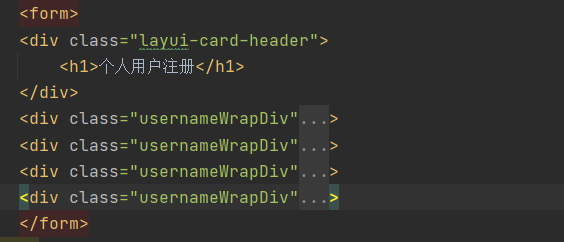 <form>
<div class="layui-card-header">
<h1>个人用户注册</h1>
</div>
<div class="usernameWrapDiv"...>
<div class="usernameWrapDiv"...>
<div class="usernameWrapDiv"...>
<div class="usernameWrapDiv"...>
</form>